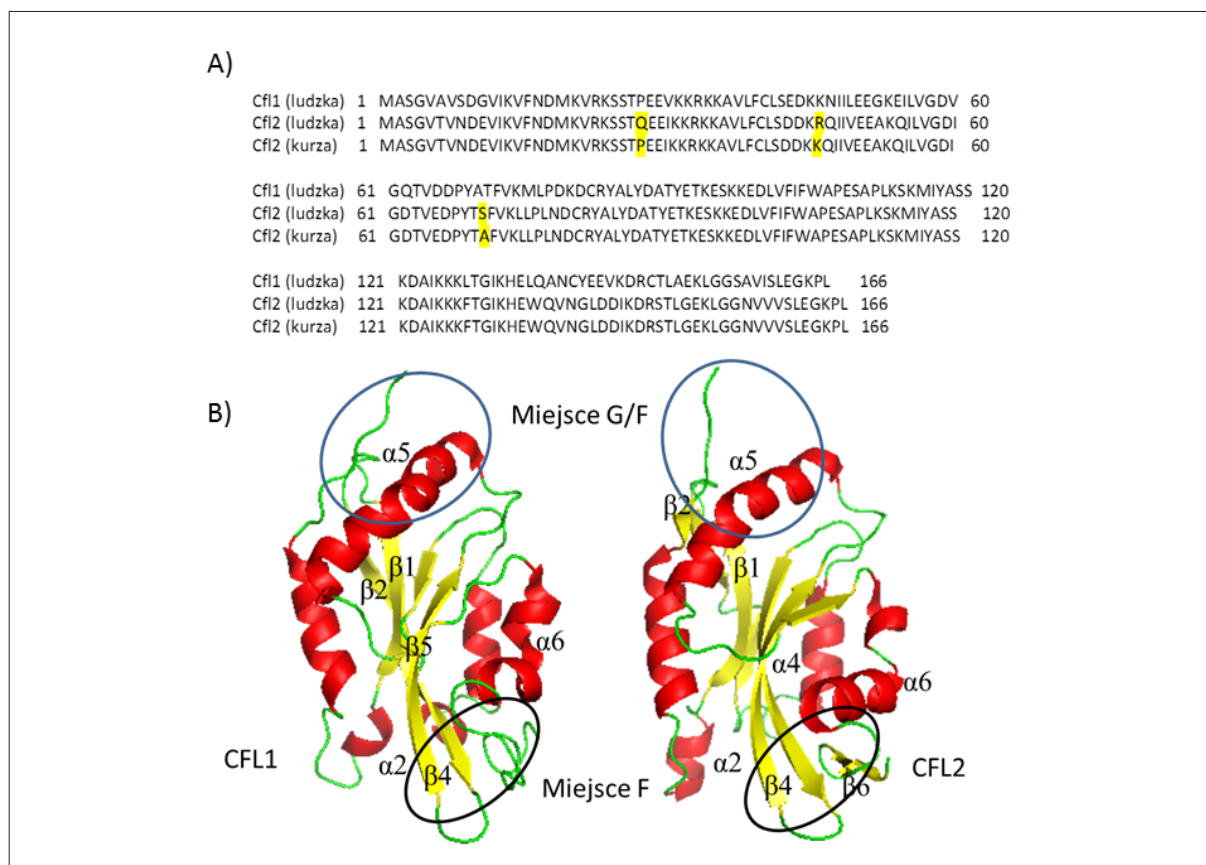 A)
Cfl1 (ludzka) 1 MASGVAVSDGVIKVFNDMKVRKSSTPEEVKKRKKAVLFCLSEDKKNIILEEGKEILVGDV 60
Cfl2 (ludzka) 1 MASGVTVNDEVIKVFNDMKVRKSSTQEEIKKRKKAVLFCLSDDKRQIIVEEAKQILVGDI 60
Cfl2 (kurza) 1 MASGVTVNDEVIKVFNDMKVRKSSTPEEIKKRKKAVLFCLSDDKKQIIVEEAKQILVGDI 60
Cfl1 (ludzka) 61 GQTVDDPYATFVKMLPDKDCRYALYDATYETKESKKEDLVFIFWAPESAPLKSKMIYASS 120
Cfl2 (ludzka) 61 GDTVEDPYTSFVKLLPLNDCRYALYDATYETKESKKEDLVFIFWAPESAPLKSKMIYASS 120
Cfl2 (kurza) 61 GDTVEDPYTAFVKLLPLNDCRYALYDATYETKESKKEDLVFIFWAPESAPLKSKMIYASS 120
Cfl1 (ludzka) 121 KDAIKKKLTGIKHELQANCYEEVKDRCTLAEKLGGSAVISLEGKPL 166
Cfl2 (ludzka) 121 KDAIKKKFTGIKHEWQVNGLDDIKDRSTLGEKLGGNVVVSLEGKPL 166
Cfl2 (kurza) 121 KDAIKKKFTGIKHEWQVNGLDDIKDRSTLGEKLGGNVVVSLEGKPL 166
B)
Miejsce G/F
α5
β1
β2
β5
α6
α2
β4
CFL1
Miejsce F
α5
β2
β1
α4
α6
α2
β4
β6
CFL2